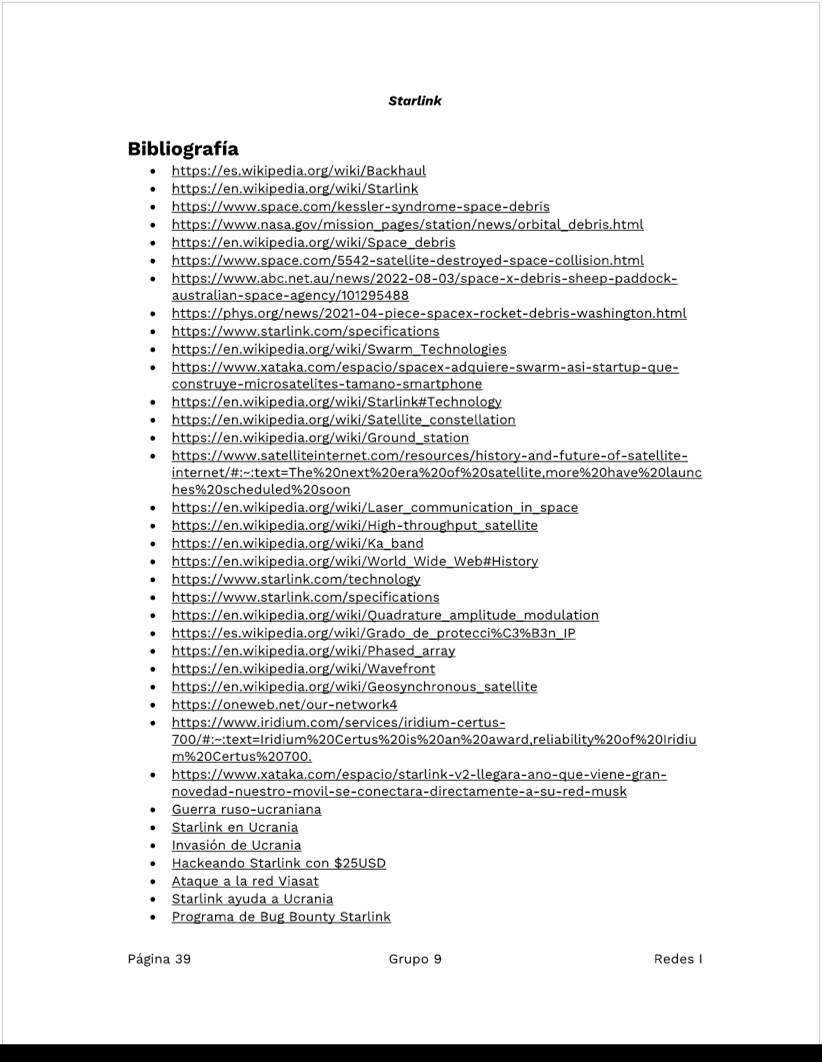 Starlink
Bibliografía
• https://es.wikipedia.org/wiki/Backhaul
• https://en.wikipedia.org/wiki/Starlink
• https://www.space.com/kessler-syndrome-space-debris
• https://www.nasa.gov/mission_pages/station/news/orbital_debris.html
• https://en.wikipedia.org/wiki/Space_debris
• https://www.space.com/5542-satellite-destroyed-space-collision.html
• https://www.abc.net.au/news/2022-08-03/space-x-debris-sheep-paddock-
australian-space-agency/101295488
• https://phys.org/news/2021-04-piece-spacex-rocket-debris-washington.html
• https://www.starlink.com/specifications
• https://en.wikipedia.org/wiki/Swarm_Technologies
• https://www.xataka.com/espacio/spacex-adquiere-swarm-asi-startup-que-
construye-microsatelites-tamano-smartphone
• https://en.wikipedia.org/wiki/Starlink#Technology
• https://en.wikipedia.org/wiki/Satellite_constellation
• https://en.wikipedia.org/wiki/Ground_station
• https://www.satelliteinternet.com/resources/history-and-future-of-satellite-
internet/#:~:text=The%20next%20era%20of%20satellite,more%20have%20launc
hes%20scheduled%20soon
• https://en.wikipedia.org/wiki/Laser_communication_in_space
• https://en.wikipedia.org/wiki/High-throughput_satellite
• https://en.wikipedia.org/wiki/Ka_band
• https://en.wikipedia.org/wiki/World_Wide_Web#History
• https://www.starlink.com/technology
• https://www.starlink.com/specifications
• https://en.wikipedia.org/wiki/Quadrature_amplitude_modulation
• https://es.wikipedia.org/wiki/Grado_de_protecci%C3%B3n_IP
• https://en.wikipedia.org/wiki/Phased_array
• https://en.wikipedia.org/wiki/Wavefront
• https://en.wikipedia.org/wiki/Geosynchronous_satellite
• https://oneweb.net/our-network4
• https://www.iridium.com/services/iridium-certus-
700/#:~:text=Iridium%20Certus%20is%20an%20award,reliability%20of%20Iridiu
m%20Certus%20700.
• https://www.xataka.com/espacio/starlink-v2-llegara-ano-que-viene-gran-
novedad-nuestro-movil-se-conectara-directamente-a-su-red-musk
• Guerra ruso-ucraniana
• Starlink en Ucrania
• Invasión de Ucrania
• Hackeando Starlink con $25USD
• Ataque a la red Viasat
• Starlink ayuda a Ucrania
• Programa de Bug Bounty Starlink
Página 39 Grupo 9 Redes I